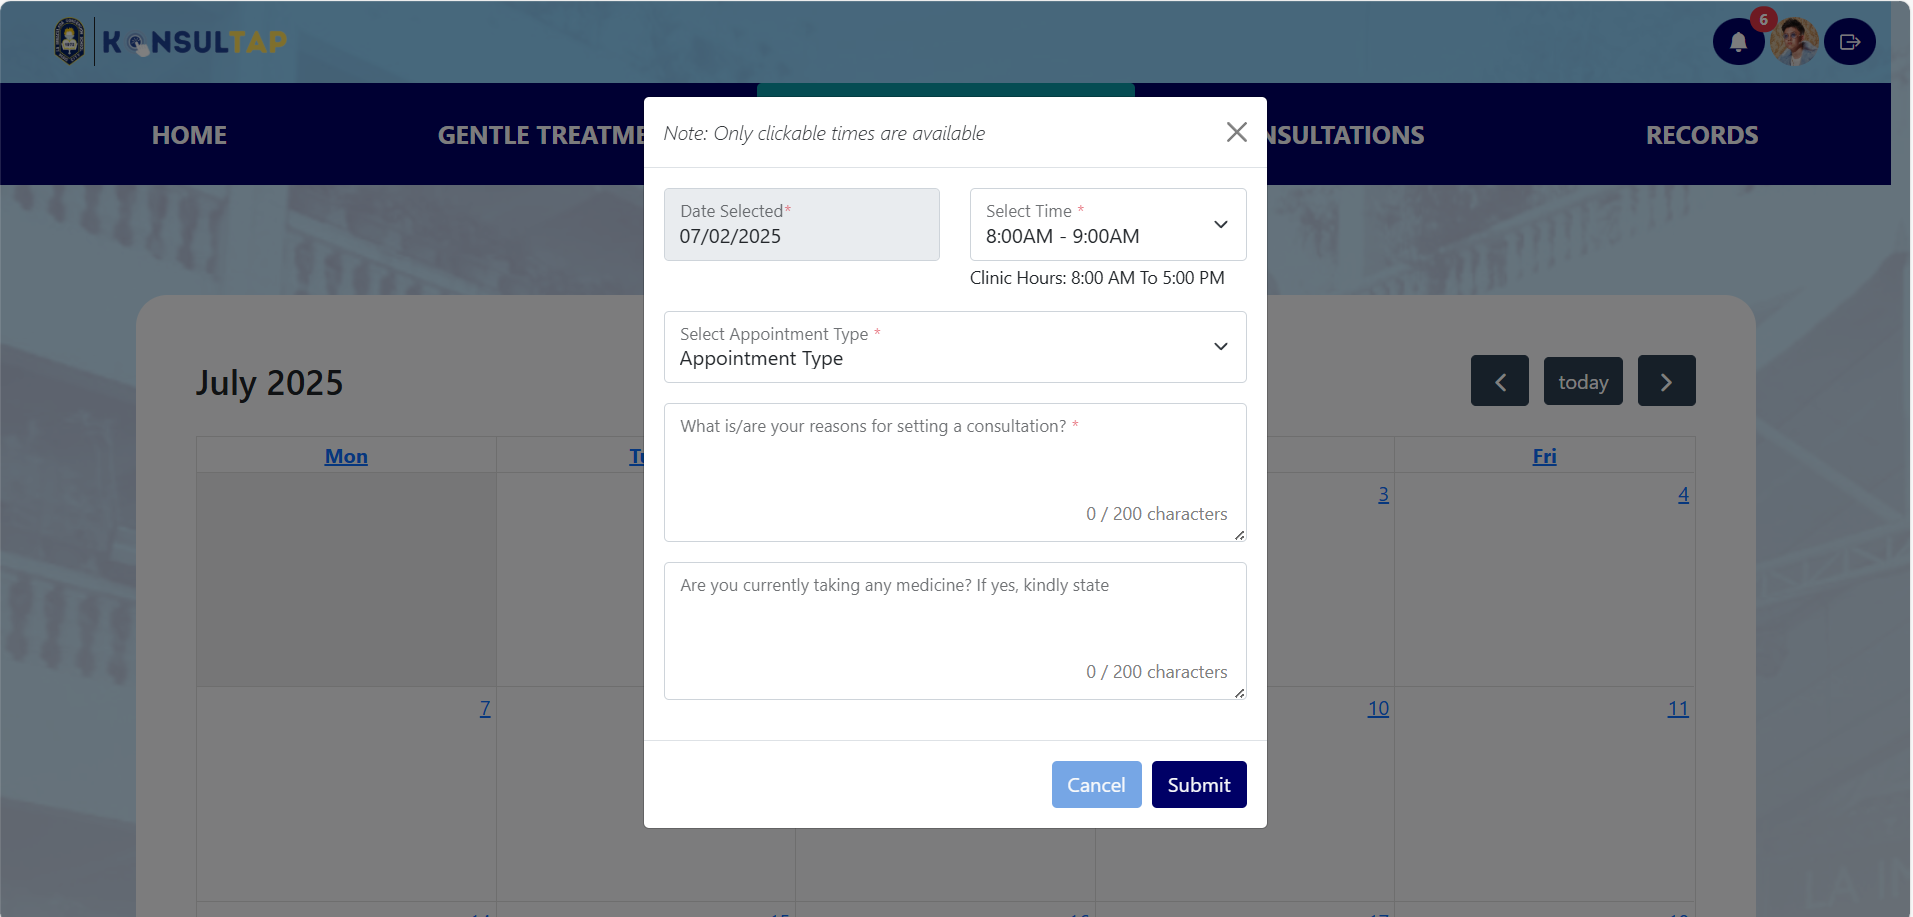 KONSULTAP
6
HOME
GENTLE TREATME
NSULTATIONS
RECORDS
Note: Only clickable times are available
Date Selected*
07/02/2025
Select Time *
8:00AM - 9:00AM
Clinic Hours: 8:00 AM To 5:00 PM
Select Appointment Type *
Appointment Type
What is/are your reasons for setting a consultation? *
0 / 200 characters
Are you currently taking any medicine? If yes, kindly state
0 / 200 characters
Cancel
Submit
July 2025
today
Mon
Tu
Fri
3
4
7
10
11
LA IN